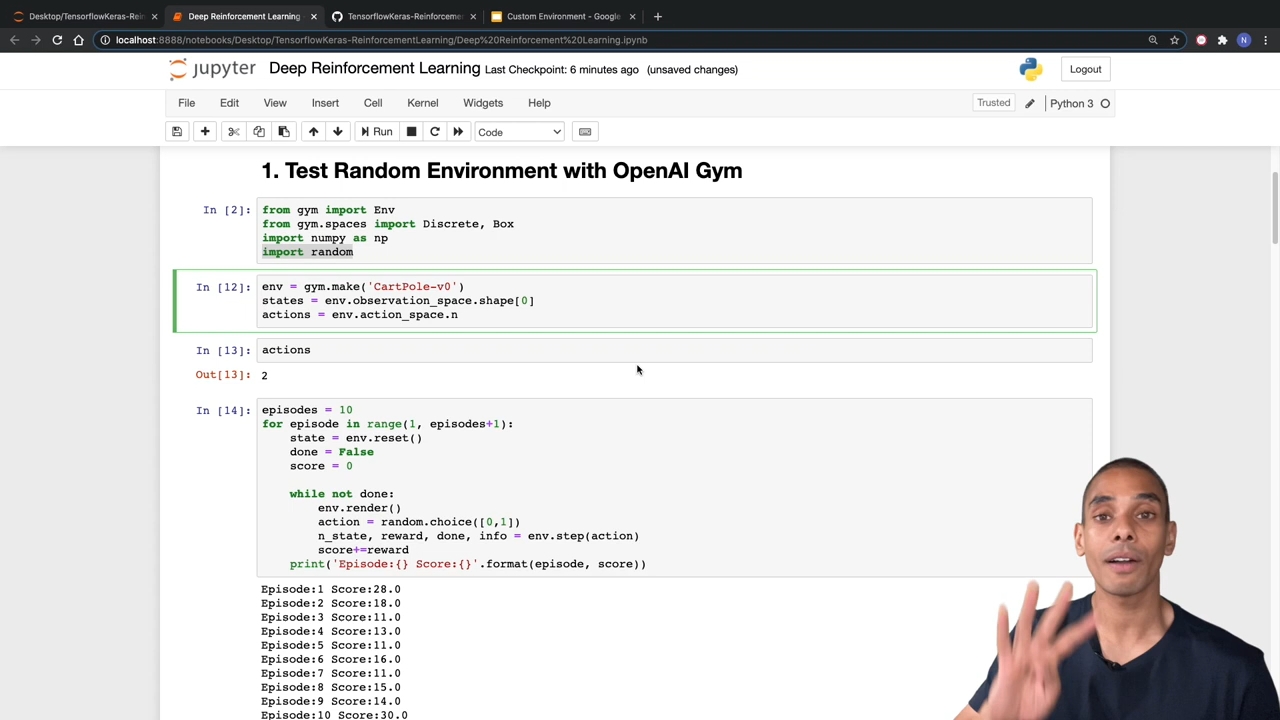 Desktop/TensorflowKeras-Rein
Deep Reinforcement Learning
TensorflowKeras-Reinforceme
Custom Environment - Google
localhost:8888/notebooks/Desktop/TensorflowKeras-ReinforcementLearning/Deep%20Reinforcement%20Learning.ipynb
N
jupyter Deep Reinforcement Learning Last Checkpoint: 6 minutes ago (unsaved changes)
Logout
File Edit View Insert Cell Kernel Widgets Help
Trusted
Python 3
Run
Code
1. Test Random Environment with OpenAI Gym
In [2]: from gym import Env
from gym.spaces import Discrete, Box
import numpy as np
import random
In [12]: env = gym.make('CartPole-v0')
states = env.observation_space.shape[0]
actions = env.action_space.n
In [13]: actions
Out[13]: 2
In [14]: episodes = 10
for episode in range(1, episodes+1):
state = env.reset()
done = False
score = 0
while not done:
env.render()
action = random.choice([0,1])
n_state, reward, done, info = env.step(action)
score+=reward
print('Episode:{} Score:{}'.format(episode, score))
Episode:1 Score:28.0
Episode:2 Score:18.0
Episode:3 Score:11.0
Episode:4 Score:13.0
Episode:5 Score:11.0
Episode:6 Score:16.0
Episode:7 Score:11.0
Episode:8 Score:15.0
Episode:9 Score:14.0
Episode:10 Score:30.0